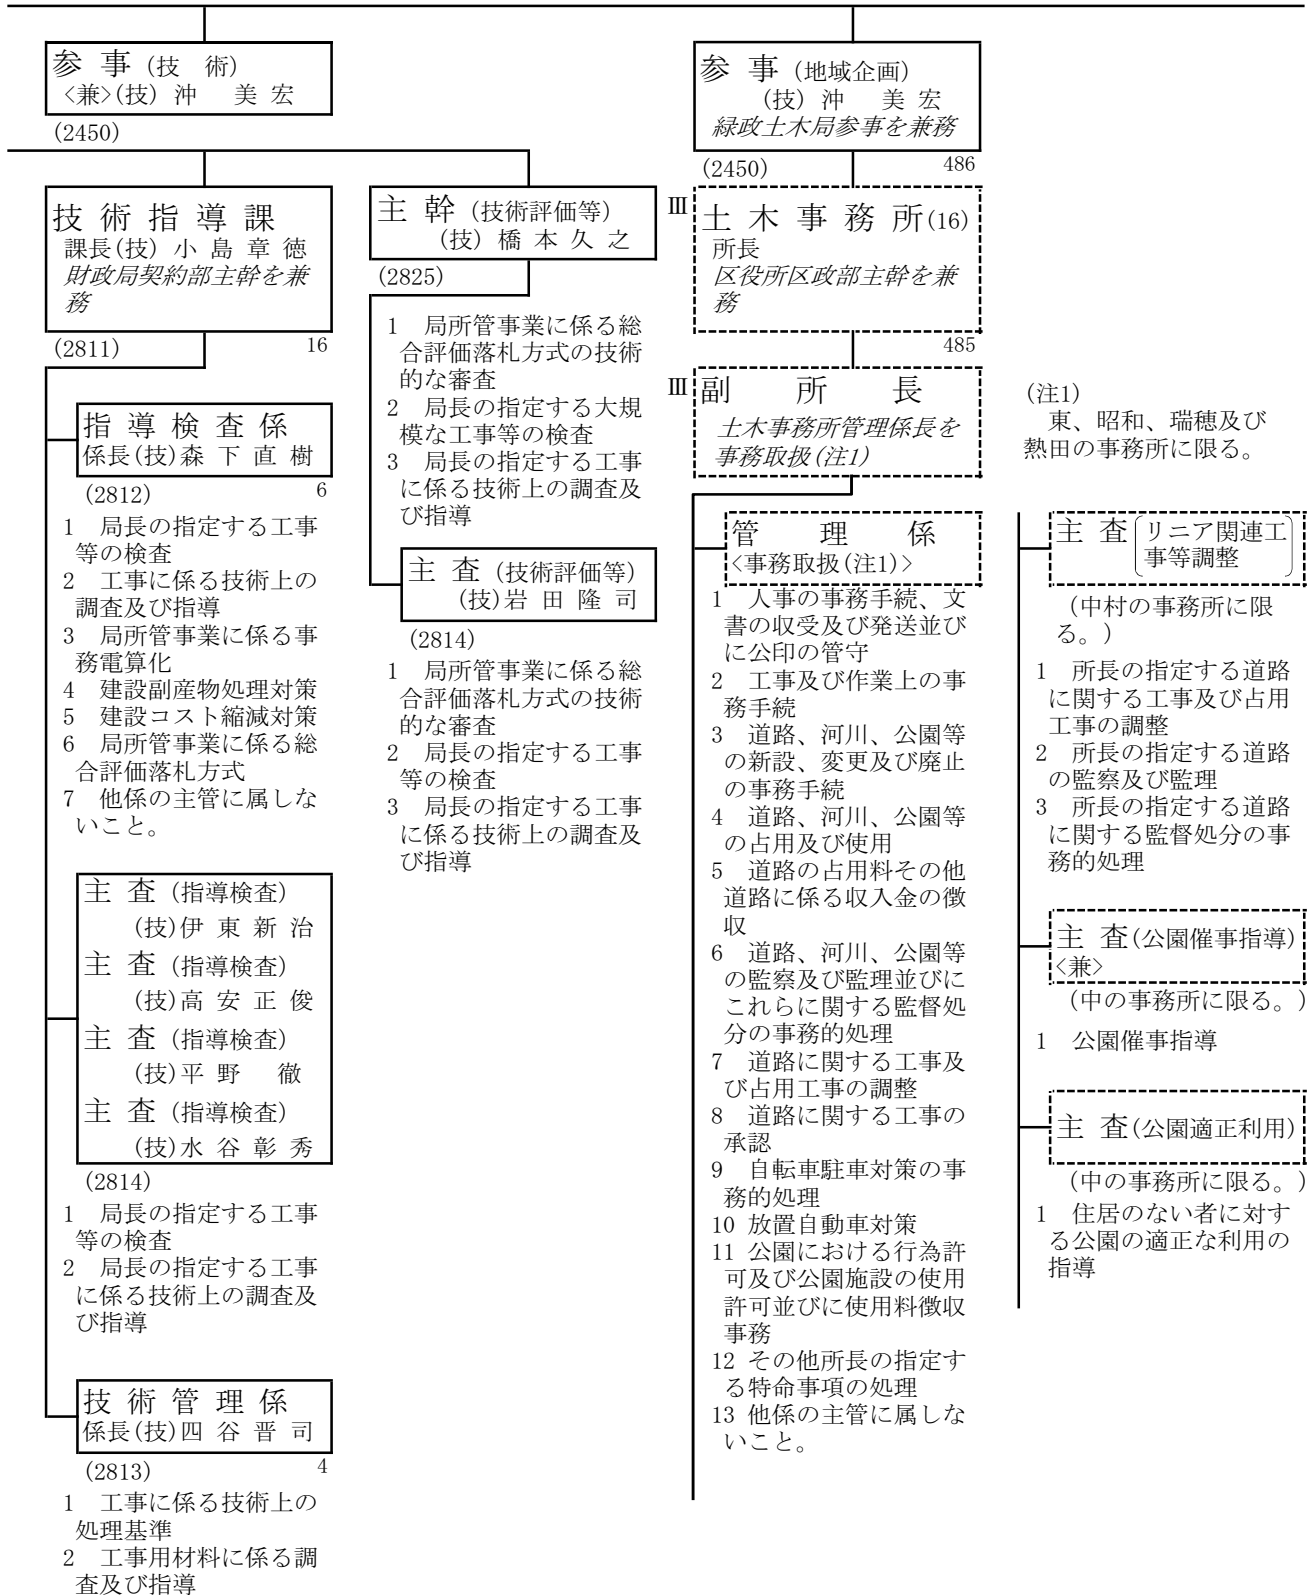 参 事 (技 術)
<兼>(技) 沖 美 宏
(2450)
技 術 指 導 課
課長(技) 小 島 章 徳
財政局契約部主幹を兼
務
(2811) 16
指 導 検 査 係
係長(技)森 下 直 樹
(2812) 6
1 局長の指定する工事
等の検査
2 工事に係る技術上の
調査及び指導
3 局所管事業に係る事
務電算化
4 建設副産物処理対策
5 建設コスト縮減対策
6 局所管事業に係る総
合評価落札方式
7 他係の主管に属しな
いこと。
主 査 (指導検査)
(技)伊 東 新 治
主 査 (指導検査)
(技)高 安 正 俊
主 査 (指導検査)
(技)平 野 徹
主 査 (指導検査)
(技)水 谷 彰 秀
(2814)
1 局長の指定する工事
等の検査
2 局長の指定する工事
に係る技術上の調査及
び指導
技 術 管 理 係
係長(技)四 谷 晋 司
(2813) 4
1 工事に係る技術上の
処理基準
2 工事用材料に係る調
査及び指導
主 幹 (技術評価等)
(技) 橋 本 久 之
(2825)
1 局所管事業に係る総
合評価落札方式の技術
的な審査
2 局長の指定する大規
模な工事等の検査
3 局長の指定する工事
に係る技術上の調査及
び指導
主 査 (技術評価等)
(技)岩 田 隆 司
(2814)
1 局所管事業に係る総
合評価落札方式の技術
的な審査
2 局長の指定する工事
等の検査
3 局長の指定する工事
に係る技術上の調査及
び指導
参 事 (地域企画)
(技) 沖 美 宏
緑政土木局参事を兼務
(2450) 486
Ⅲ 土 木 事 務 所(16)
所長
区役所区政部主幹を兼
務
485
Ⅲ 副 所 長
土木事務所管理係長を
事務取扱(注1)
管 理 係
<事務取扱(注1)>
1 人事の事務手続、文
書の収受及び発送並び
に公印の管守
2 工事及び作業上の事
務手続
3 道路、河川、公園等
の新設、変更及び廃止
の事務手続
4 道路、河川、公園等
の占用及び使用
5 道路の占用料その他
道路に係る収入金の徴
収
6 道路、河川、公園等
の監察及び監理並びに
これらに関する監督処
分の事務的処理
7 道路に関する工事及
び占用工事の調整
8 道路に関する工事の
承認
9 自転車駐車対策の事
務的処理
10 放置自動車対策
11 公園における行為許
可及び公園施設の使用
許可並びに使用料徴収
事務
12 その他所長の指定す
る特命事項の処理
13 他係の主管に属しな
いこと。
(注1)
東、昭和、瑞穂及び
熱田の事務所に限る。
主 査 (リニア関連工
事等調整)
(中村の事務所に限
る。)
1 所長の指定する道路
に関する工事及び占用
工事の調整
2 所長の指定する道路
の監察及び監理
3 所長の指定する道路
に関する監督処分の事
務的処理
主 査(公園催事指導)
<兼>
(中の事務所に限る。)
1 公園催事指導
主 査(公園適正利用)
(中の事務所に限る。)
1 住居のない者に対す
る公園の適正な利用の
指導